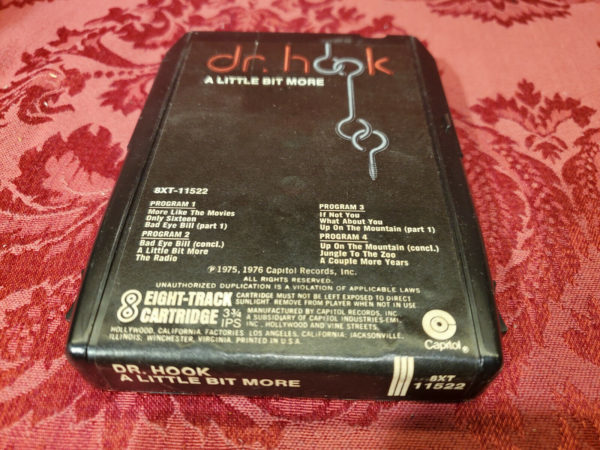 dr. hook
A LITTLE BIT MORE
8XT-11522
PROGRAM 1
More Like The Movies
Only Sixteen
Bad Eye Bill (part 1)
PROGRAM 2
Bad Eye Bill (concl.)
A Little Bit More
The Radio
PROGRAM 3
If Not You
What About You
Up On The Mountain (part 1)
PROGRAM 4
Up On The Mountain (concl.)
Jungle To The Zoo
A Couple More Years
℗ 1975, 1976 Capitol Records, Inc.
ALL RIGHTS RESERVED.
UNAUTHORIZED DUPLICATION IS A VIOLATION OF APPLICABLE LAWS
8 EIGHT-TRACK CARTRIDGE
3¾ IPS
CARTRIDGE MUST NOT BE LEFT EXPOSED TO DIRECT
SUNLIGHT. REMOVE FROM PLAYER WHEN NOT IN USE.
MANUFACTURED BY CAPITOL RECORDS, INC.
A SUBSIDIARY OF CAPITOL INDUSTRIES-EMI,
INC., HOLLYWOOD AND VINE STREETS,
HOLLYWOOD, CALIFORNIA. FACTORIES: LOS ANGELES, CALIFORNIA; JACKSONVILLE,
ILLINOIS; WINCHESTER, VIRGINIA. PRINTED IN U.S.A.
Capitol®
DR. HOOK
A LITTLE BIT MORE
8XT
11522